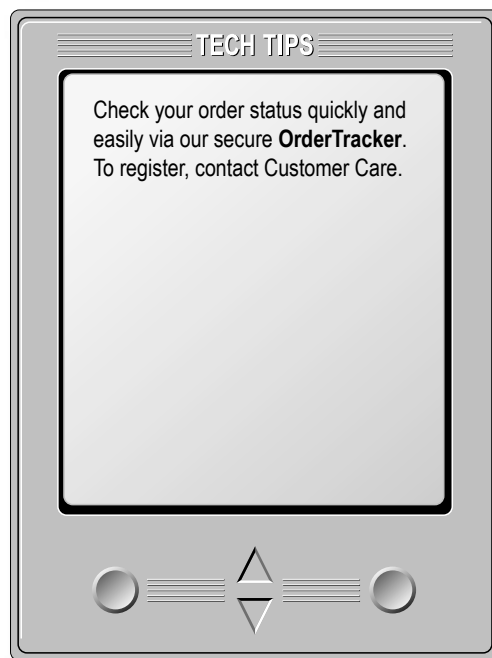 TECH TIPS
Check your order status quickly and
easily via our secure OrderTracker.
To register, contact Customer Care.